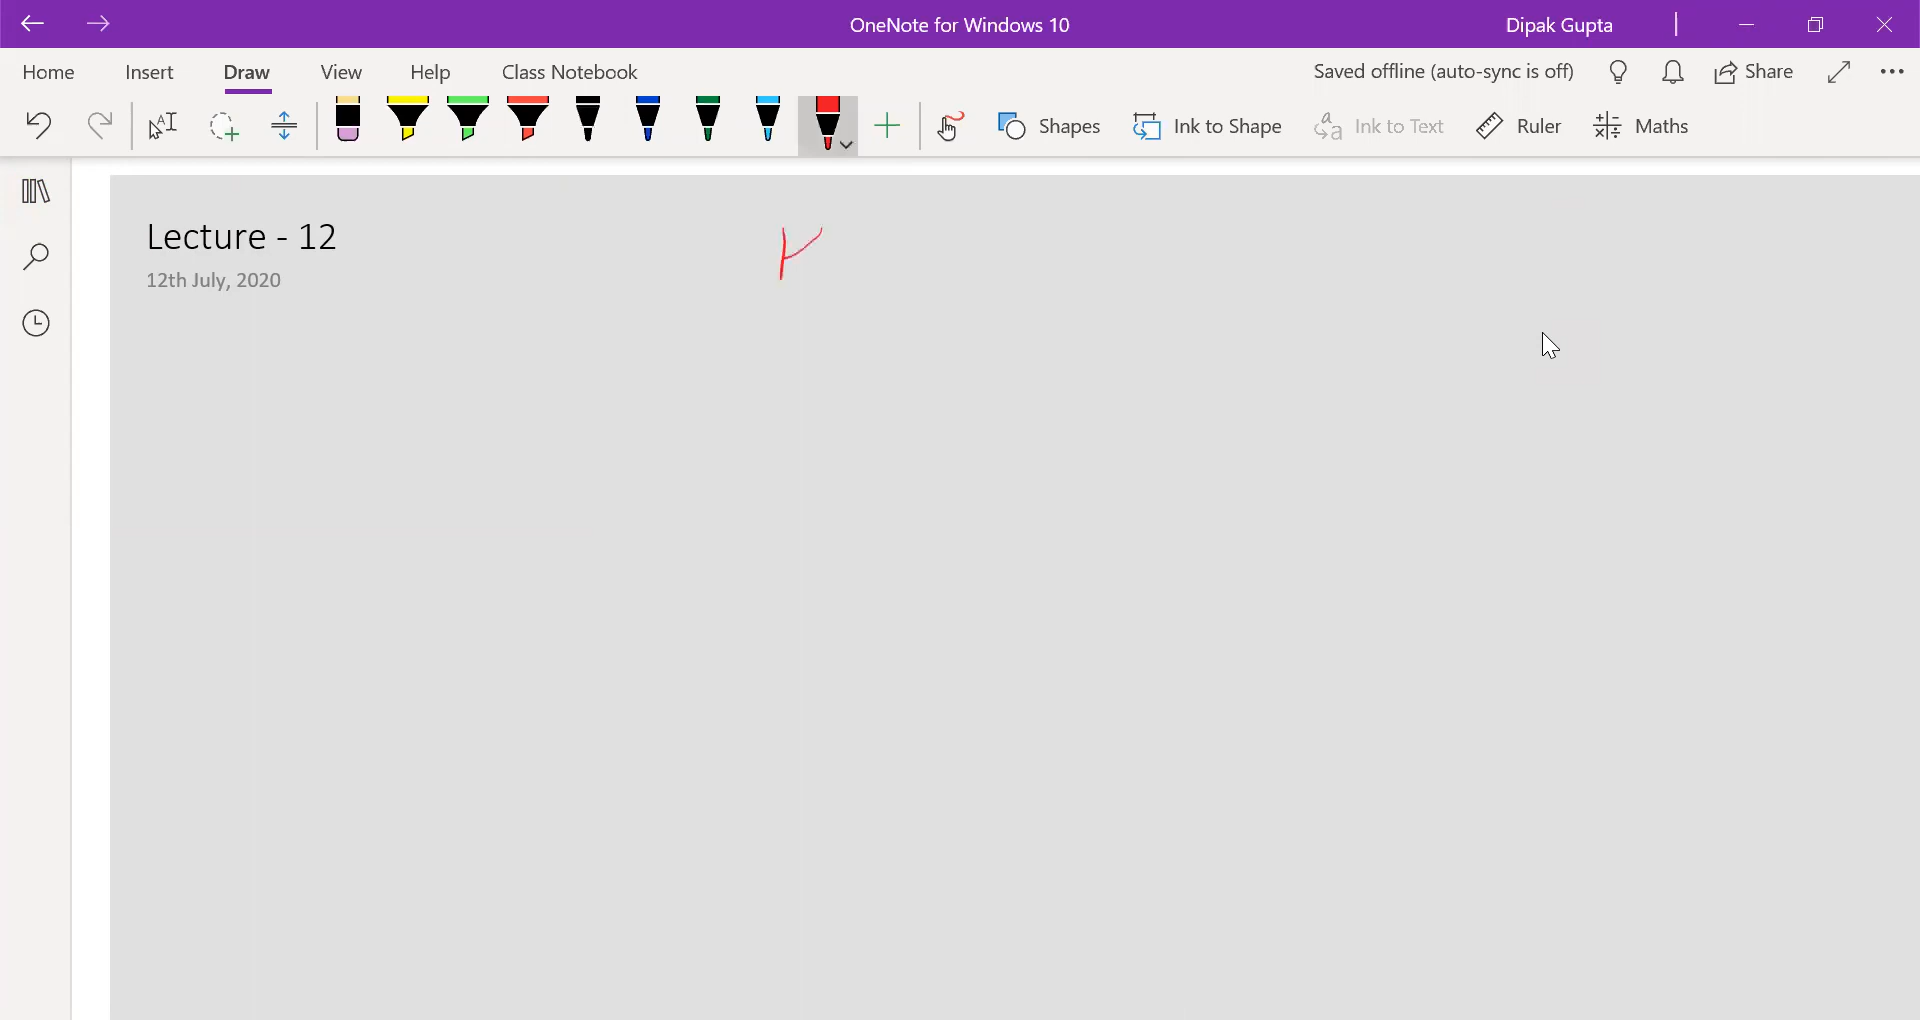 OneNote for Windows 10
Dipak Gupta
Home Insert Draw View Help Class Notebook
Saved offline (auto-sync is off) Share
Shapes Ink to Shape Ink to Text Ruler Maths
Lecture - 12
12th July, 2020